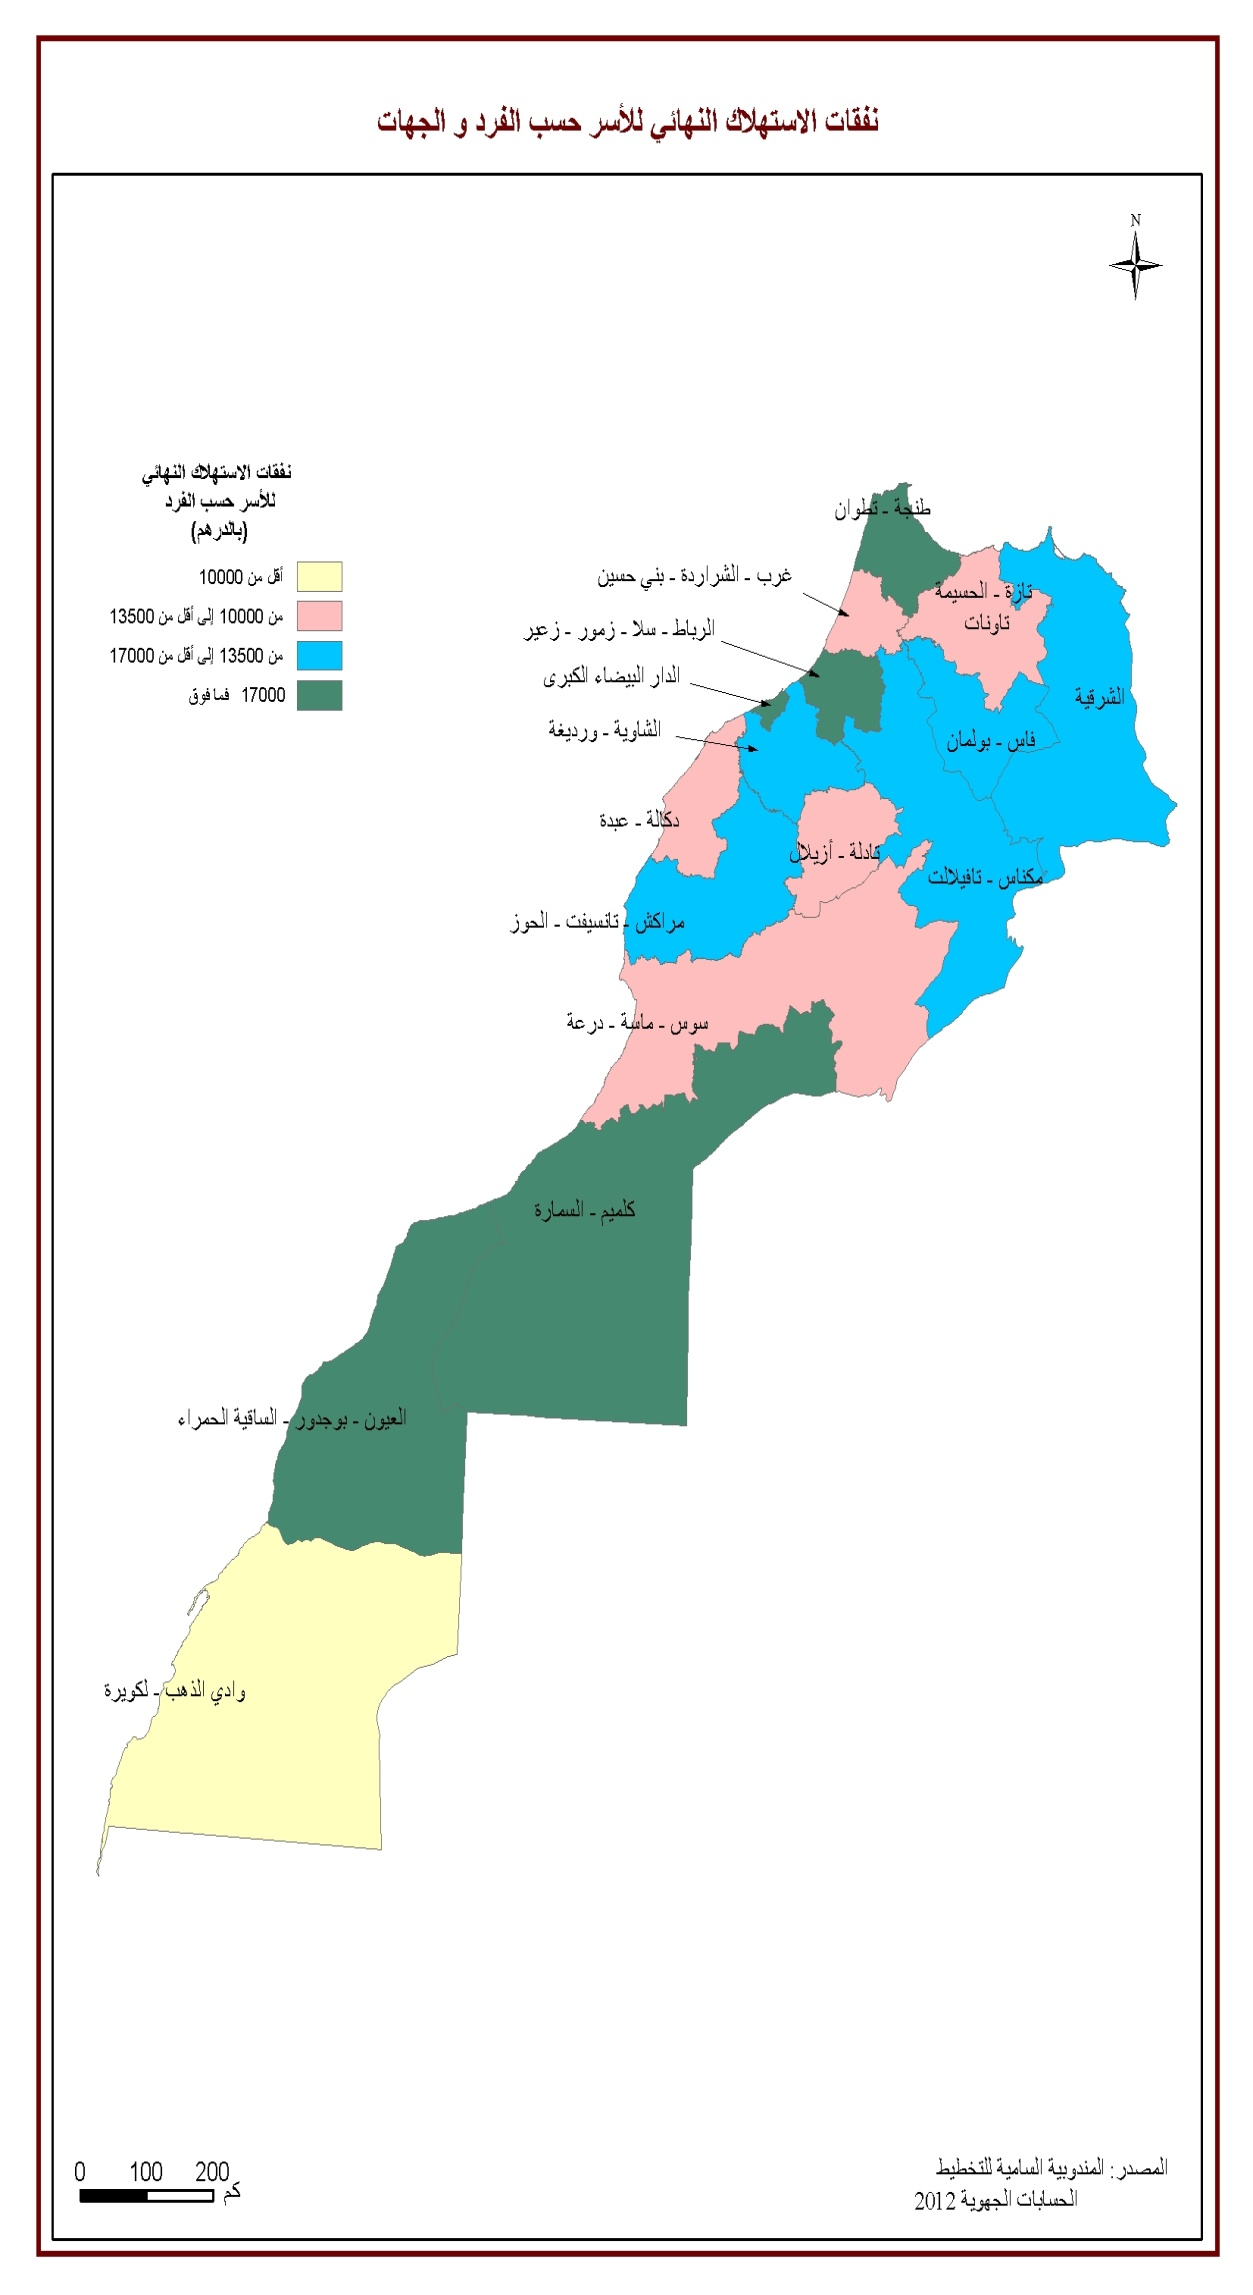 نفقات الاستهلاك النهائي للأسر حسب الفرد و الجهات
N
نفقات الاستهلاك النهائي
للأسر حسب الفرد
(بالدرهم)
أقل من 10000
من 10000 إلى أقل من 13500
من 13500 إلى أقل من 17000
17000 فما فوق
طنجة - تطوان
غرب - الشراردة - بني حسين
تازة - الحسيمة
تاونات
الرباط - سلا - زمور - زعير
الدار البيضاء الكبرى
الشرقية
الشاوية - ورديغة
فاس - بولمان
دكالة - عبدة
تادلة - أزيلال
مكناس - تافيلالت
مراكش - تانسيفت - الحوز
سوس - ماسة - درعة
كلميم - السمارة
العيون - بوجدور - الساقية الحمراء
وادي الذهب - لكويرة
0 100 200
كم
المصدر: المندوبية السامية للتخطيط
الحسابات الجهوية 2012